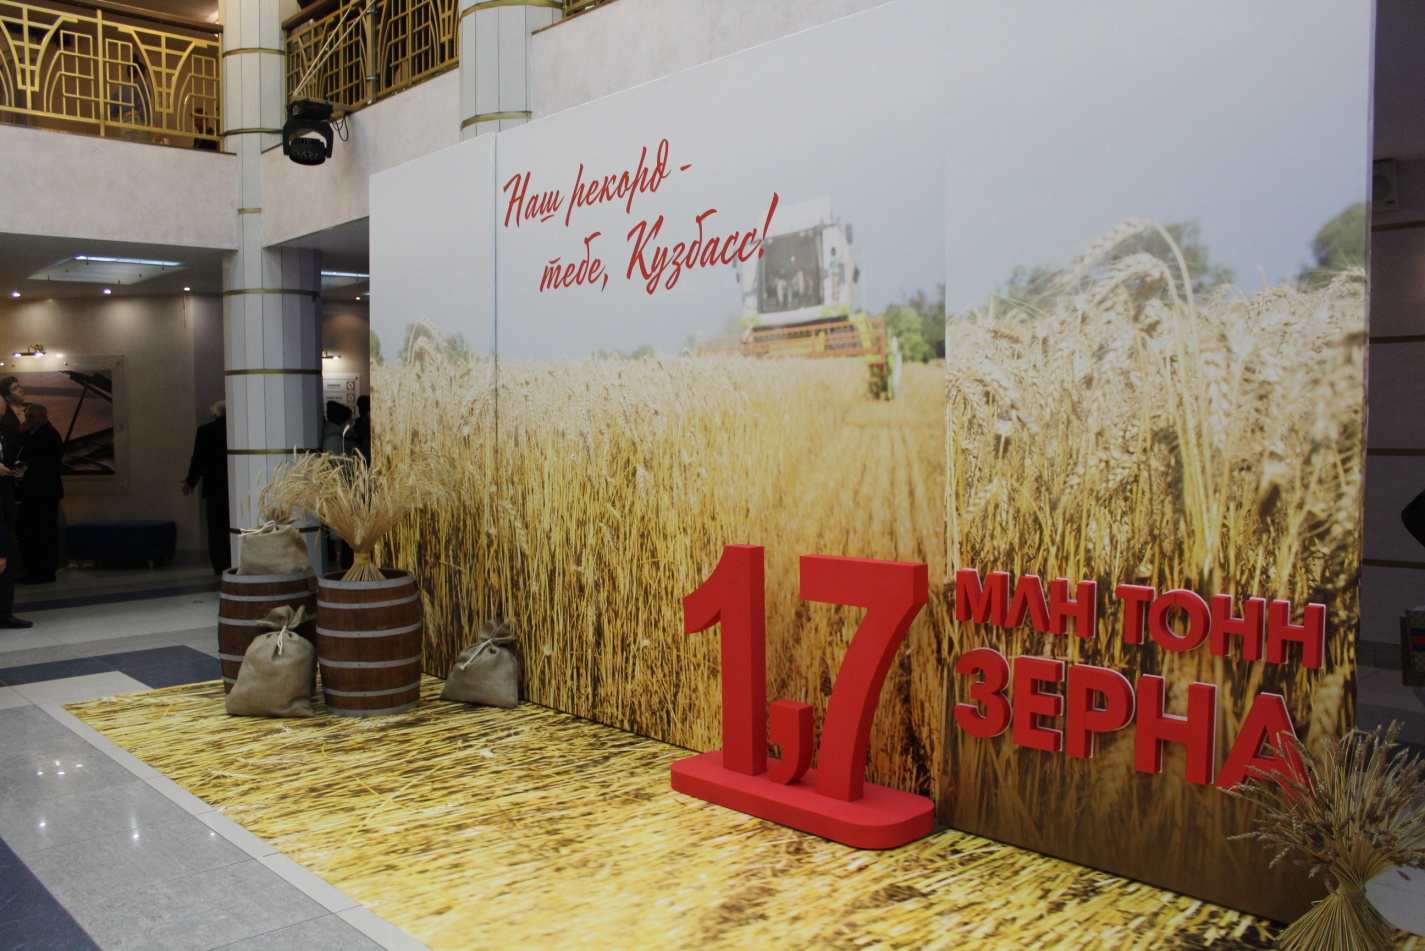 Наш рекорд -
тебе, Кузбасс!
1,7
МЛН ТОНН
ЗЕРНА